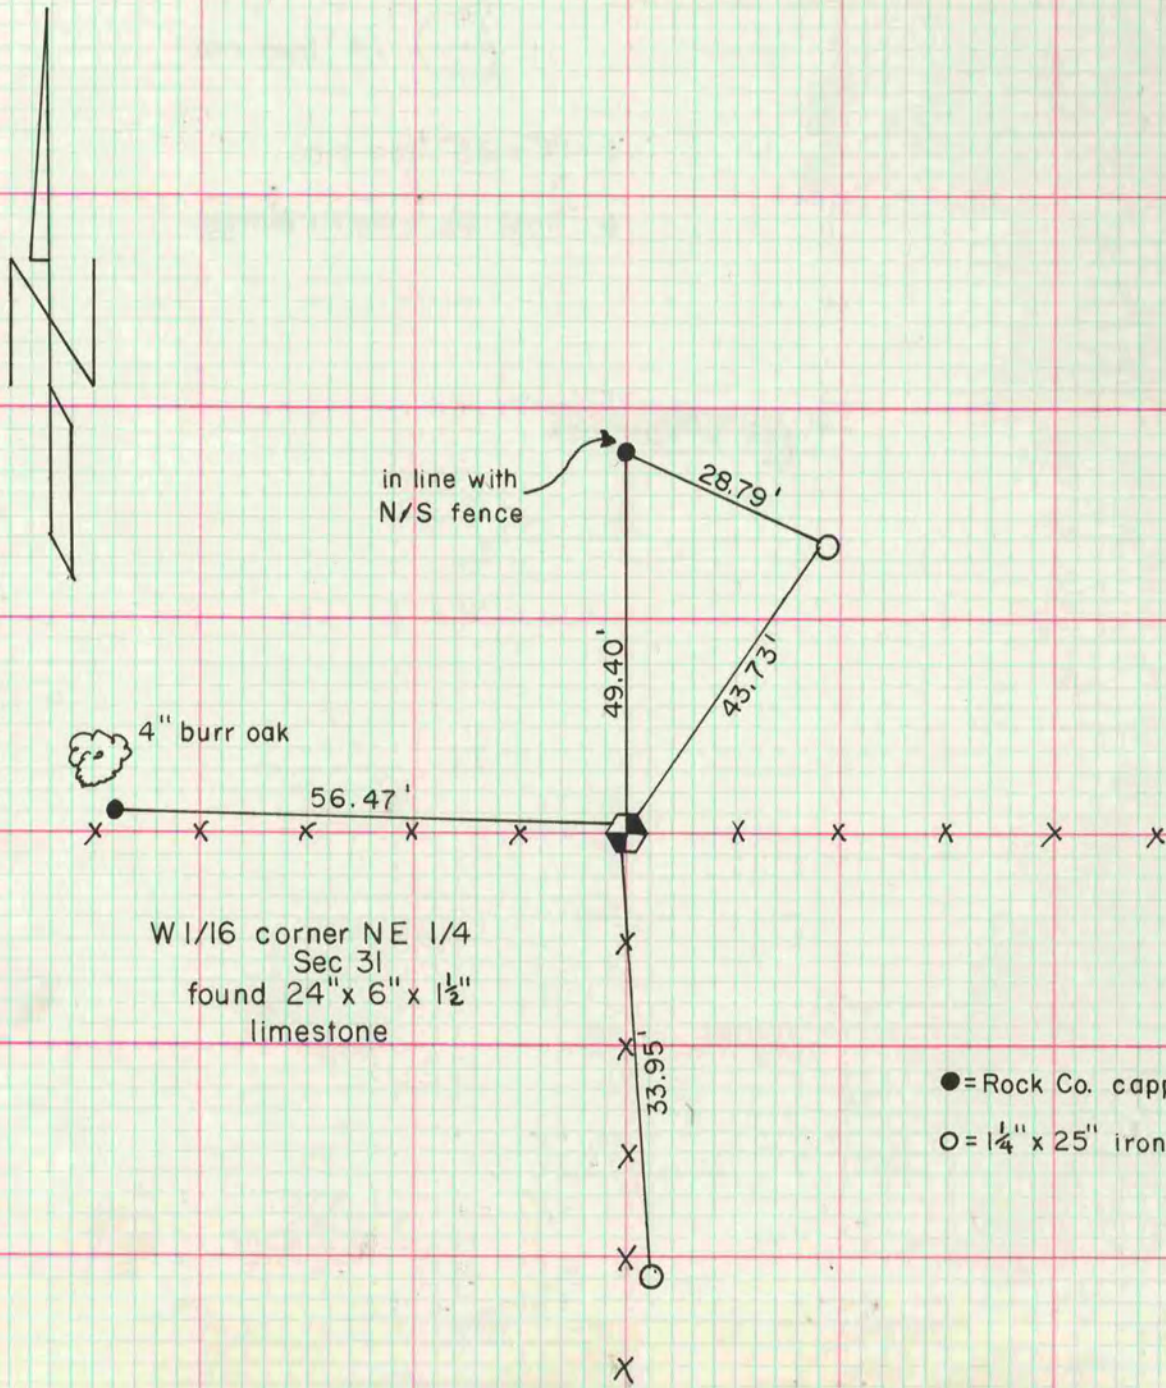 N
in line with
N/S fence
28.79'
49.40'
43.73'
4" burr oak
56.47'
W 1/16 corner NE 1/4
Sec 31
found 24" x 6" x 1½"
limestone
33.95'
● = Rock Co. capp
O = 1¼" x 25" iron